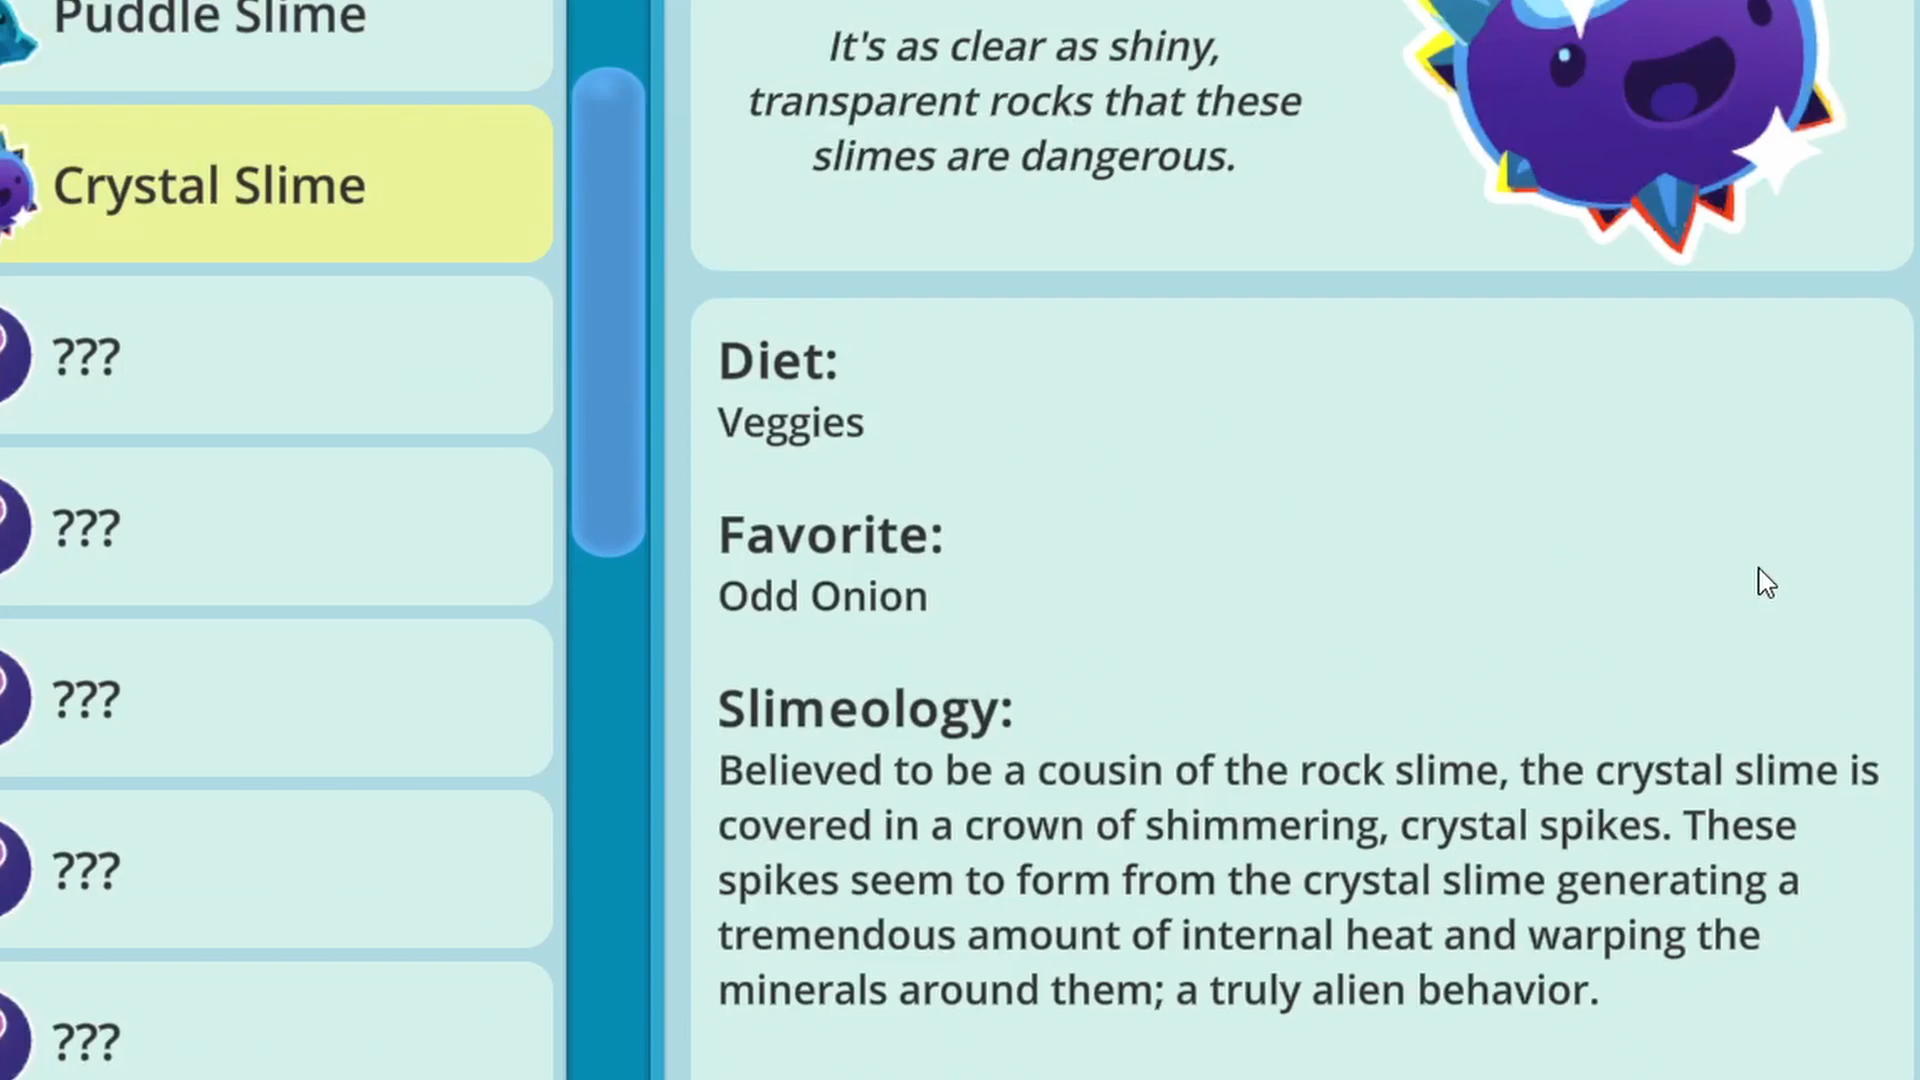 Puddle Slime
Crystal Slime
???
???
???
???
???
It's as clear as shiny,
transparent rocks that these
slimes are dangerous.
Diet:
Veggies
Favorite:
Odd Onion
Slimeology:
Believed to be a cousin of the rock slime, the crystal slime is
covered in a crown of shimmering, crystal spikes. These
spikes seem to form from the crystal slime generating a
tremendous amount of internal heat and warping the
minerals around them; a truly alien behavior.